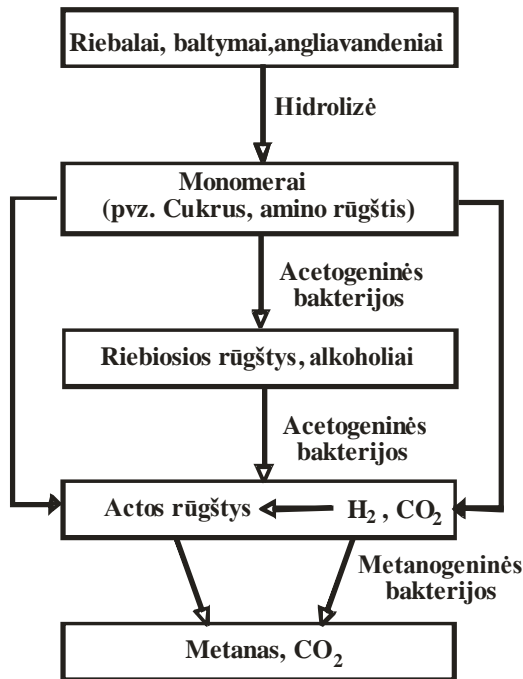 Riebalai, baltymai,angliavandeniai
Hidrolizė
Monomerai
(pvz. Cukrus, amino rūgštis)
Acetogeninės
bakterijos
Riebiosios rūgštys, alkoholiai
Acetogeninės
bakterijos
Actos rūgštys H₂ , CO₂
Metanogeninės
bakterijos
Metanas, CO₂